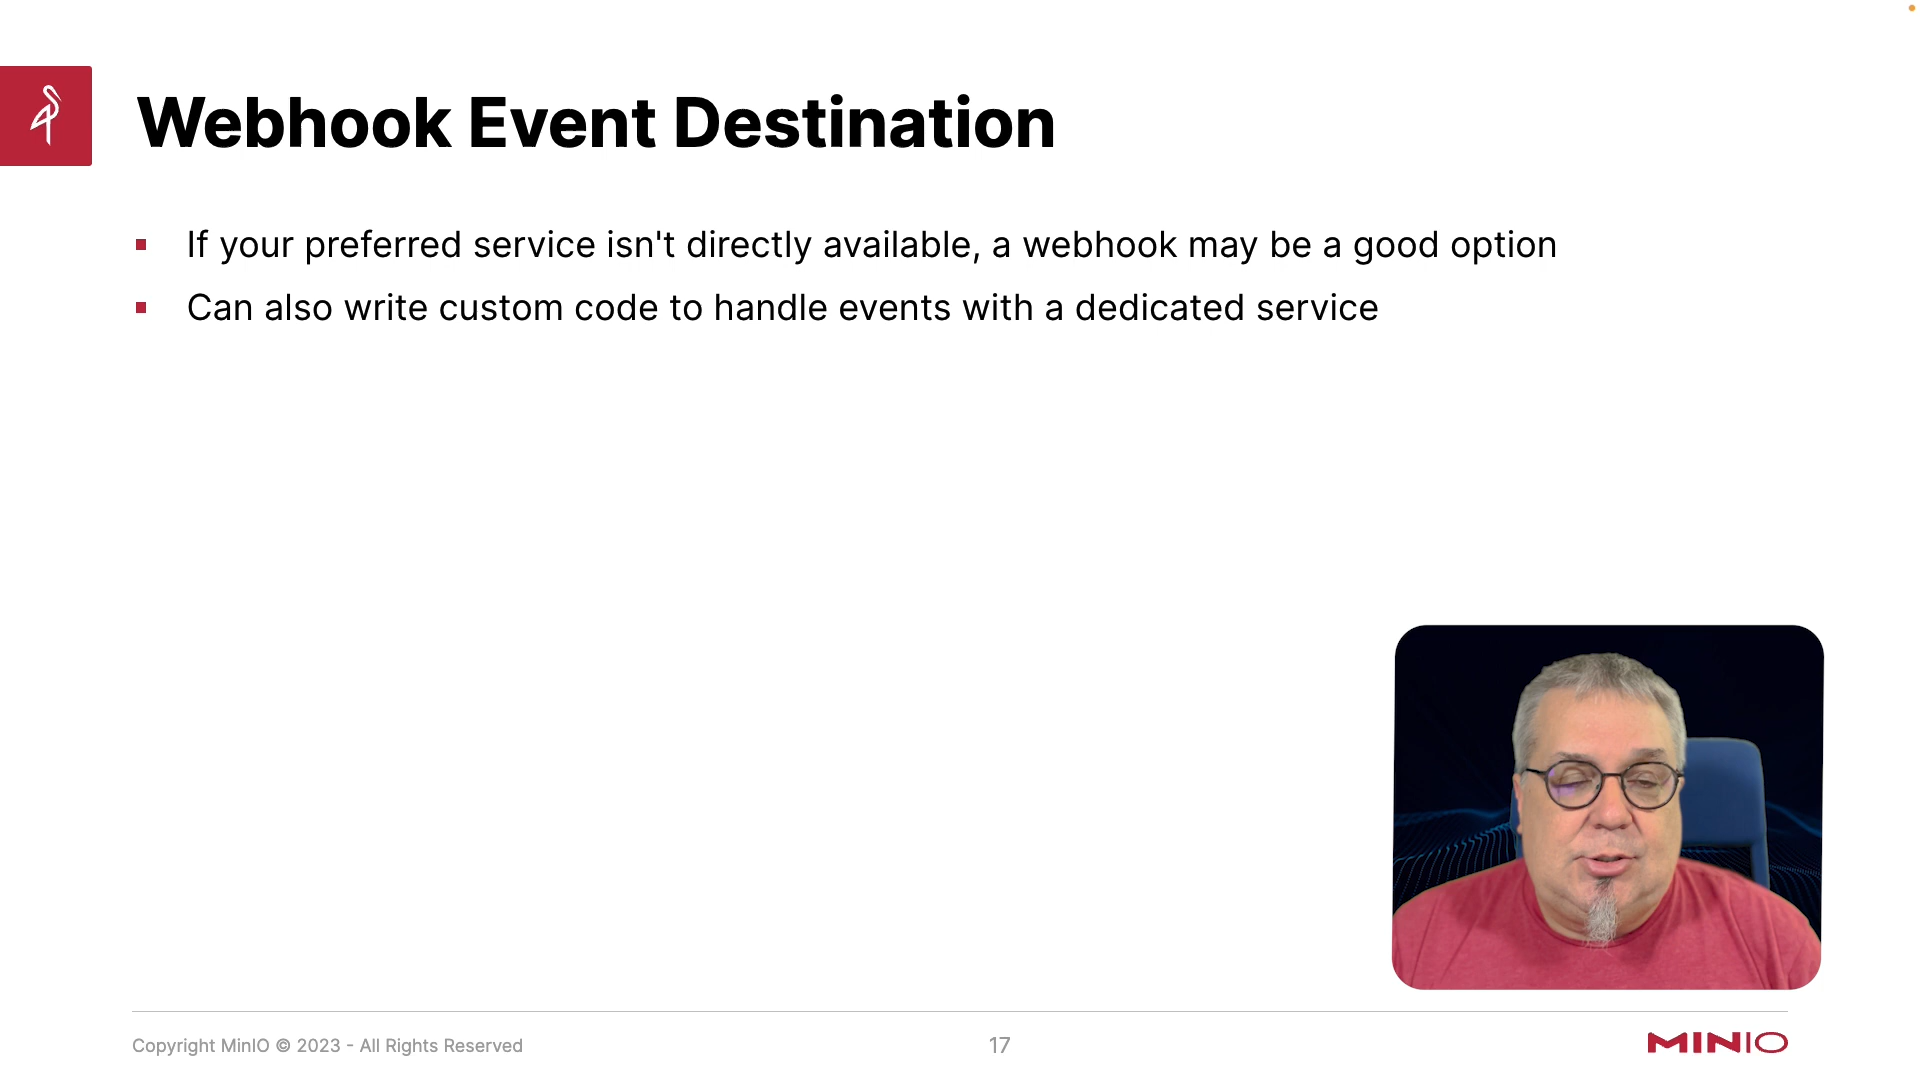 Webhook Event Destination
If your preferred service isn't directly available, a webhook may be a good option
Can also write custom code to handle events with a dedicated service
Copyright MinIO © 2023 - All Rights Reserved
17
MINIO